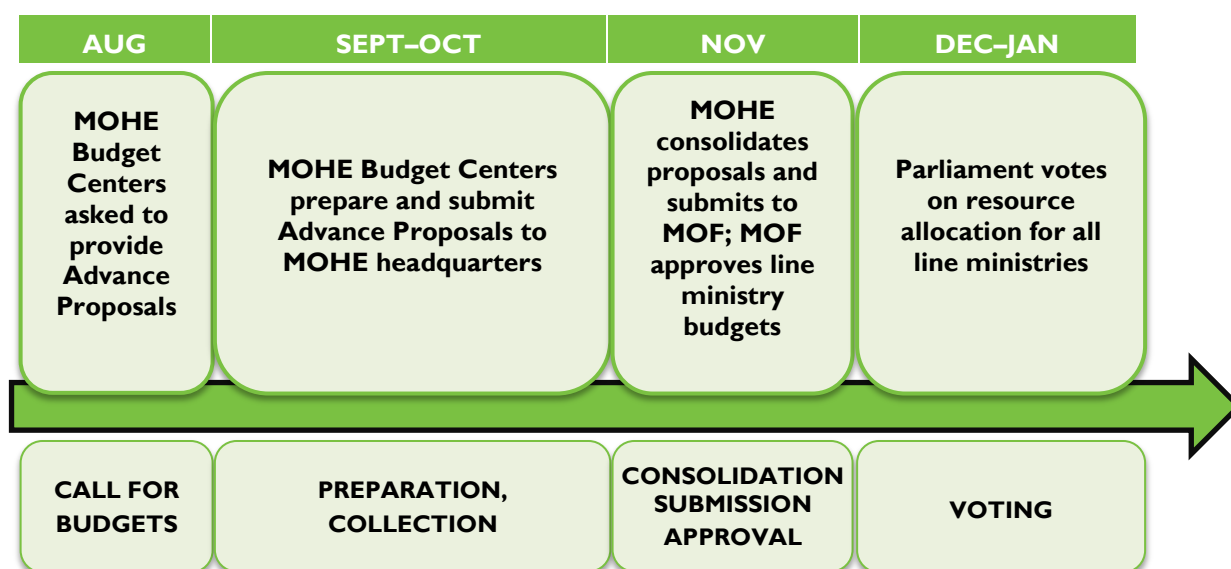 AUG
SEPT–OCT
NOV
DEC–JAN
MOHE
Budget
Centers
asked to
provide
Advance
Proposals
MOHE Budget Centers
prepare and submit
Advance Proposals to
MOHE headquarters
MOHE
consolidates
proposals and
submits to
MOF; MOF
approves line
ministry
budgets
Parliament votes
on resource
allocation for all
line ministries
CALL FOR
BUDGETS
PREPARATION,
COLLECTION
CONSOLIDATION
SUBMISSION
APPROVAL
VOTING